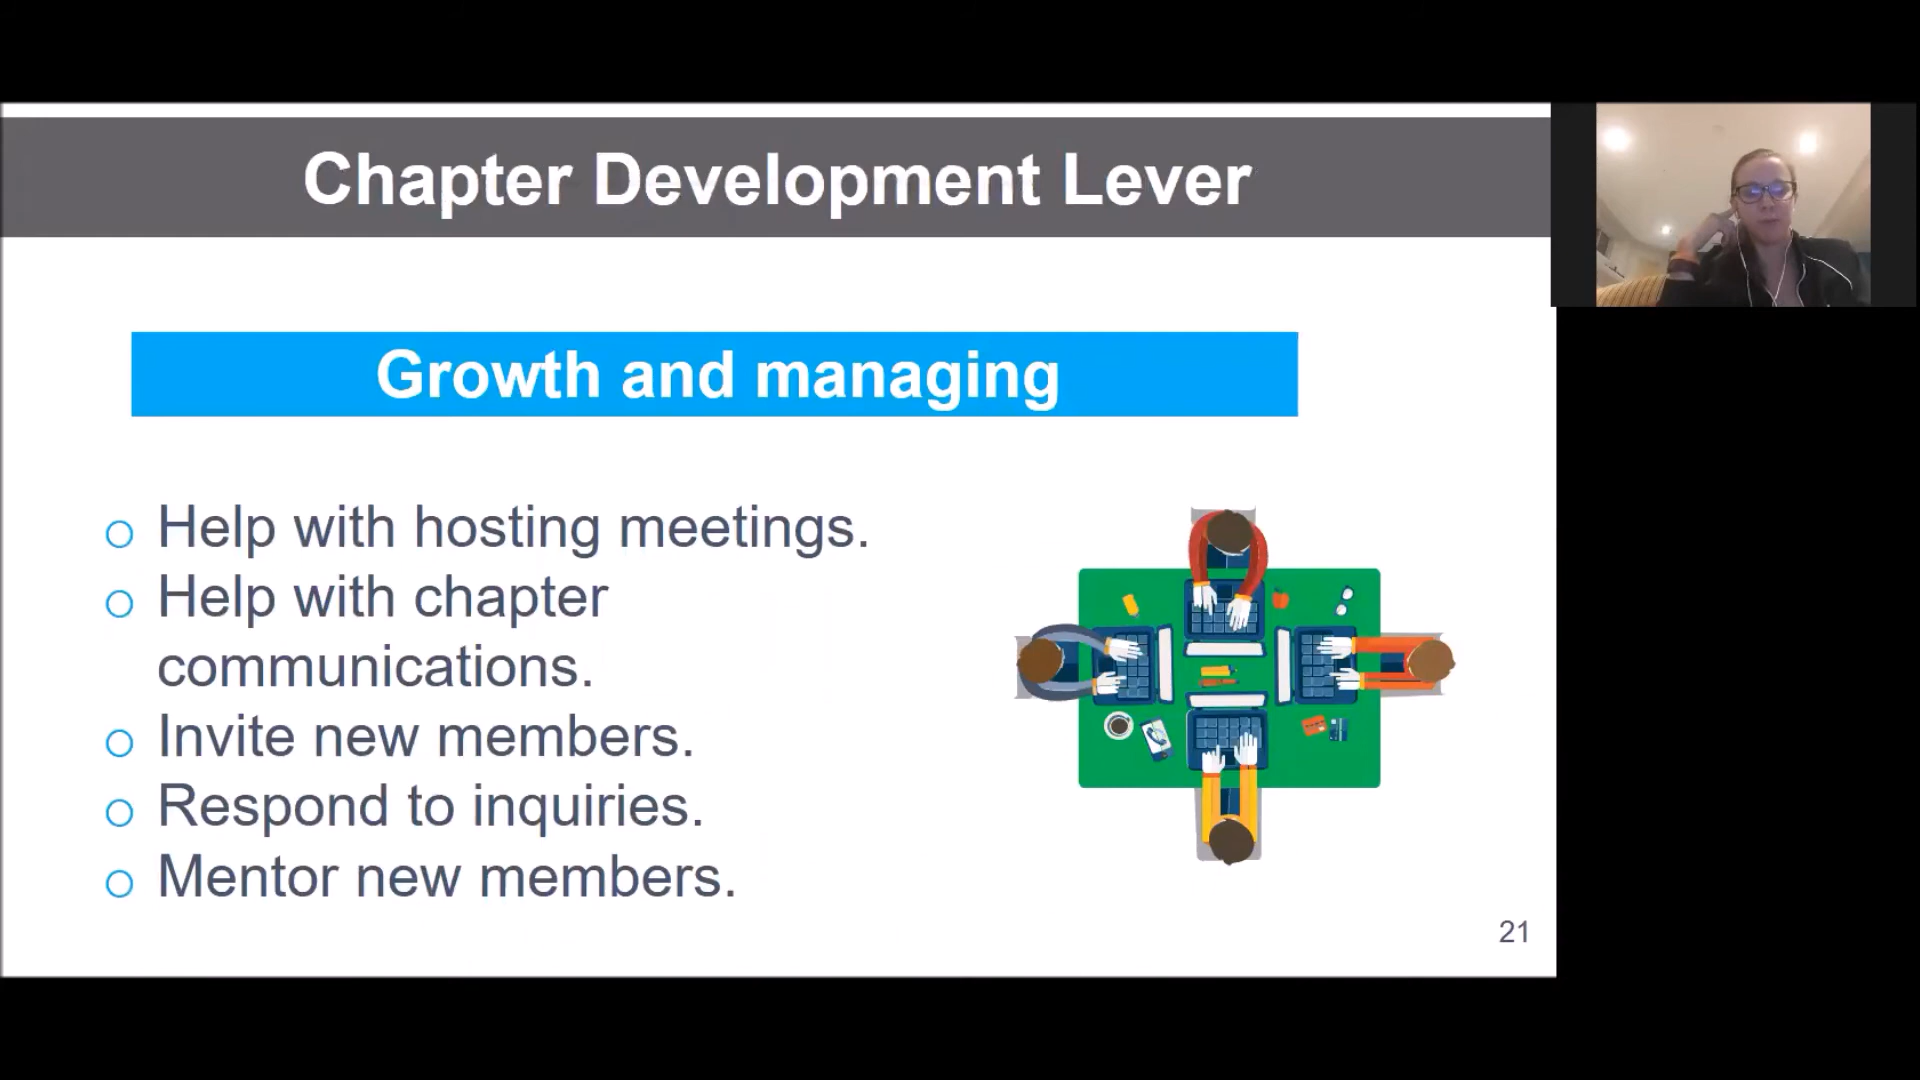 Chapter Development Lever
Growth and managing
Help with hosting meetings.
Help with chapter
communications.
Invite new members.
Respond to inquiries.
Mentor new members.
21